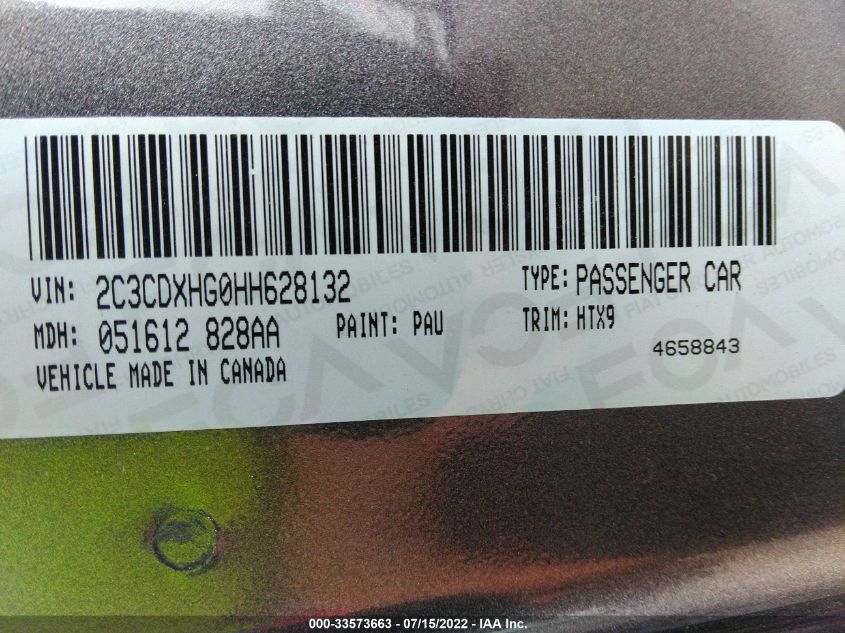 VIN: 2C3CDXHG0HH628132 TYPE: PASSENGER CAR
MDH: 051612 828AA PAINT: PAU TRIM: HTX9
4658843
VEHICLE MADE IN CANADA
000-33573663 - 07/15/2022 - IAA Inc.